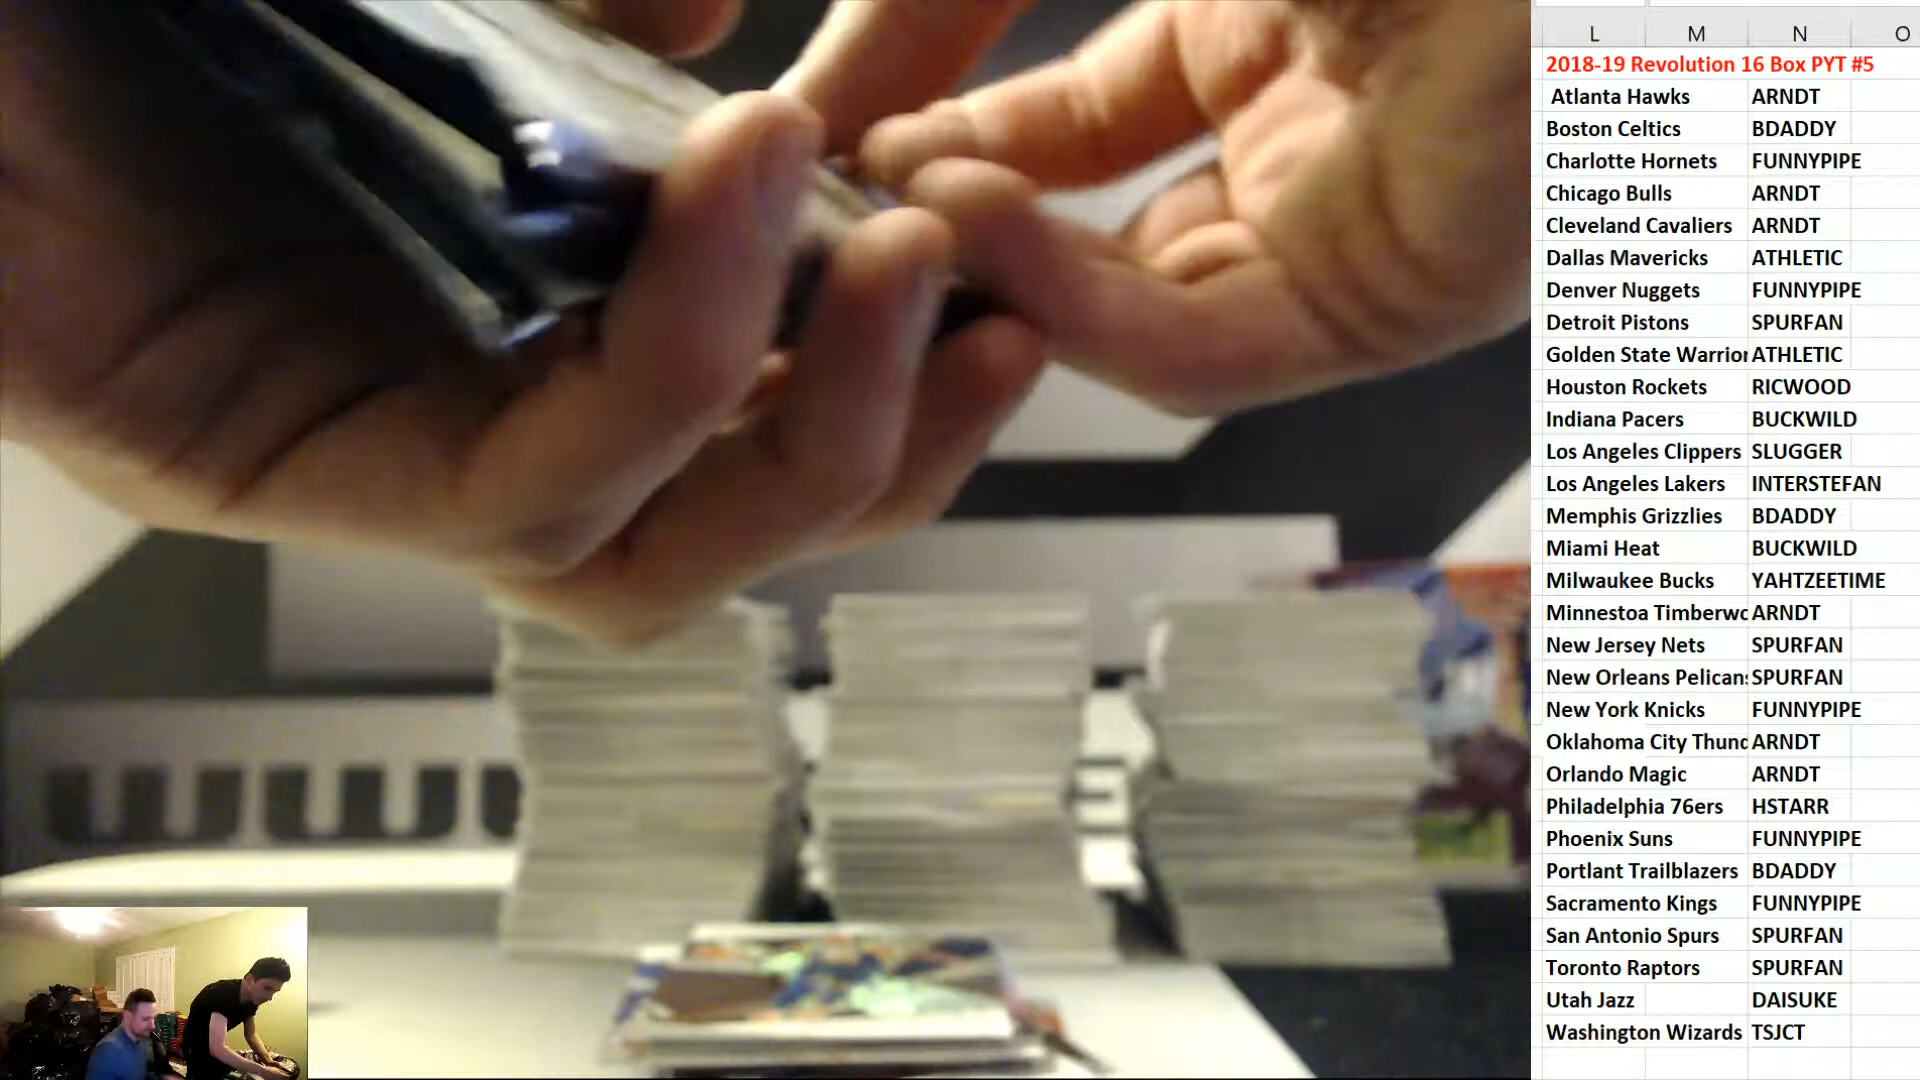 L M N O
2018-19 Revolution 16 Box PYT #5
Atlanta Hawks ARNDT
Boston Celtics BDADDY
Charlotte Hornets FUNNYPIPE
Chicago Bulls ARNDT
Cleveland Cavaliers ARNDT
Dallas Mavericks ATHLETIC
Denver Nuggets FUNNYPIPE
Detroit Pistons SPURFAN
Golden State Warrior ATHLETIC
Houston Rockets RICWOOD
Indiana Pacers BUCKWILD
Los Angeles Clippers SLUGGER
Los Angeles Lakers INTERSTEFAN
Memphis Grizzlies BDADDY
Miami Heat BUCKWILD
Milwaukee Bucks YAHTZEETIME
Minnestoa Timberwo ARNDT
New Jersey Nets SPURFAN
New Orleans Pelicans SPURFAN
New York Knicks FUNNYPIPE
Oklahoma City Thund ARNDT
Orlando Magic ARNDT
Philadelphia 76ers HSTARR
Phoenix Suns FUNNYPIPE
Portlant Trailblazers BDADDY
Sacramento Kings FUNNYPIPE
San Antonio Spurs SPURFAN
Toronto Raptors SPURFAN
Utah Jazz DAISUKE
Washington Wizards TSJCT